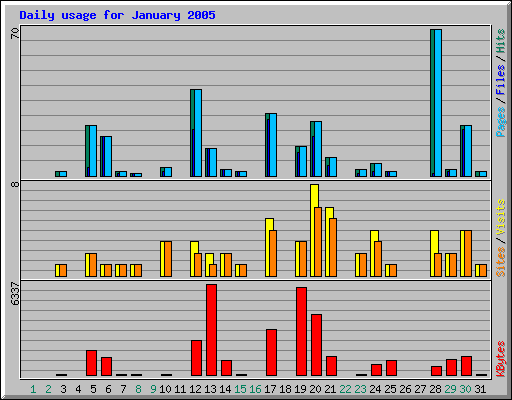 Daily usage for January 2005
70
8
6337
Pages / Files / Hits
Sites / Visits
KBytes
1 2 3 4 5 6 7 8 9 10 11 12 13 14 15 16 17 18 19 20 21 22 23 24 25 26 27 28 29 30 31